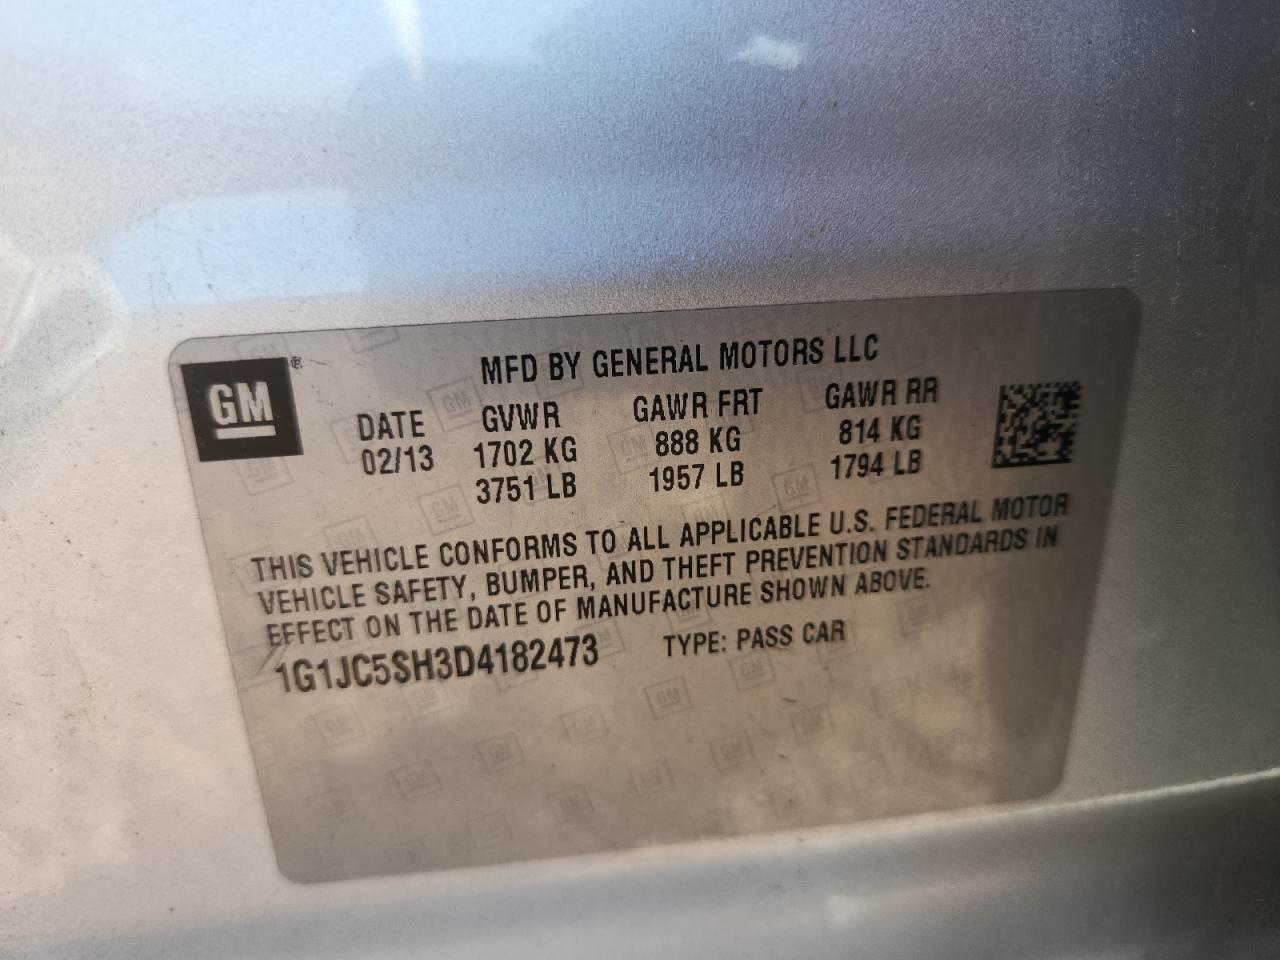 GM
MFD BY GENERAL MOTORS LLC
DATE GVWR GAWR FRT GAWR RR
02/13 1702 KG 888 KG 814 KG
3751 LB 1957 LB 1794 LB
THIS VEHICLE CONFORMS TO ALL APPLICABLE U.S. FEDERAL MOTOR
VEHICLE SAFETY, BUMPER, AND THEFT PREVENTION STANDARDS IN
EFFECT ON THE DATE OF MANUFACTURE SHOWN ABOVE.
1G1JC5SH3D4182473 TYPE: PASS CAR